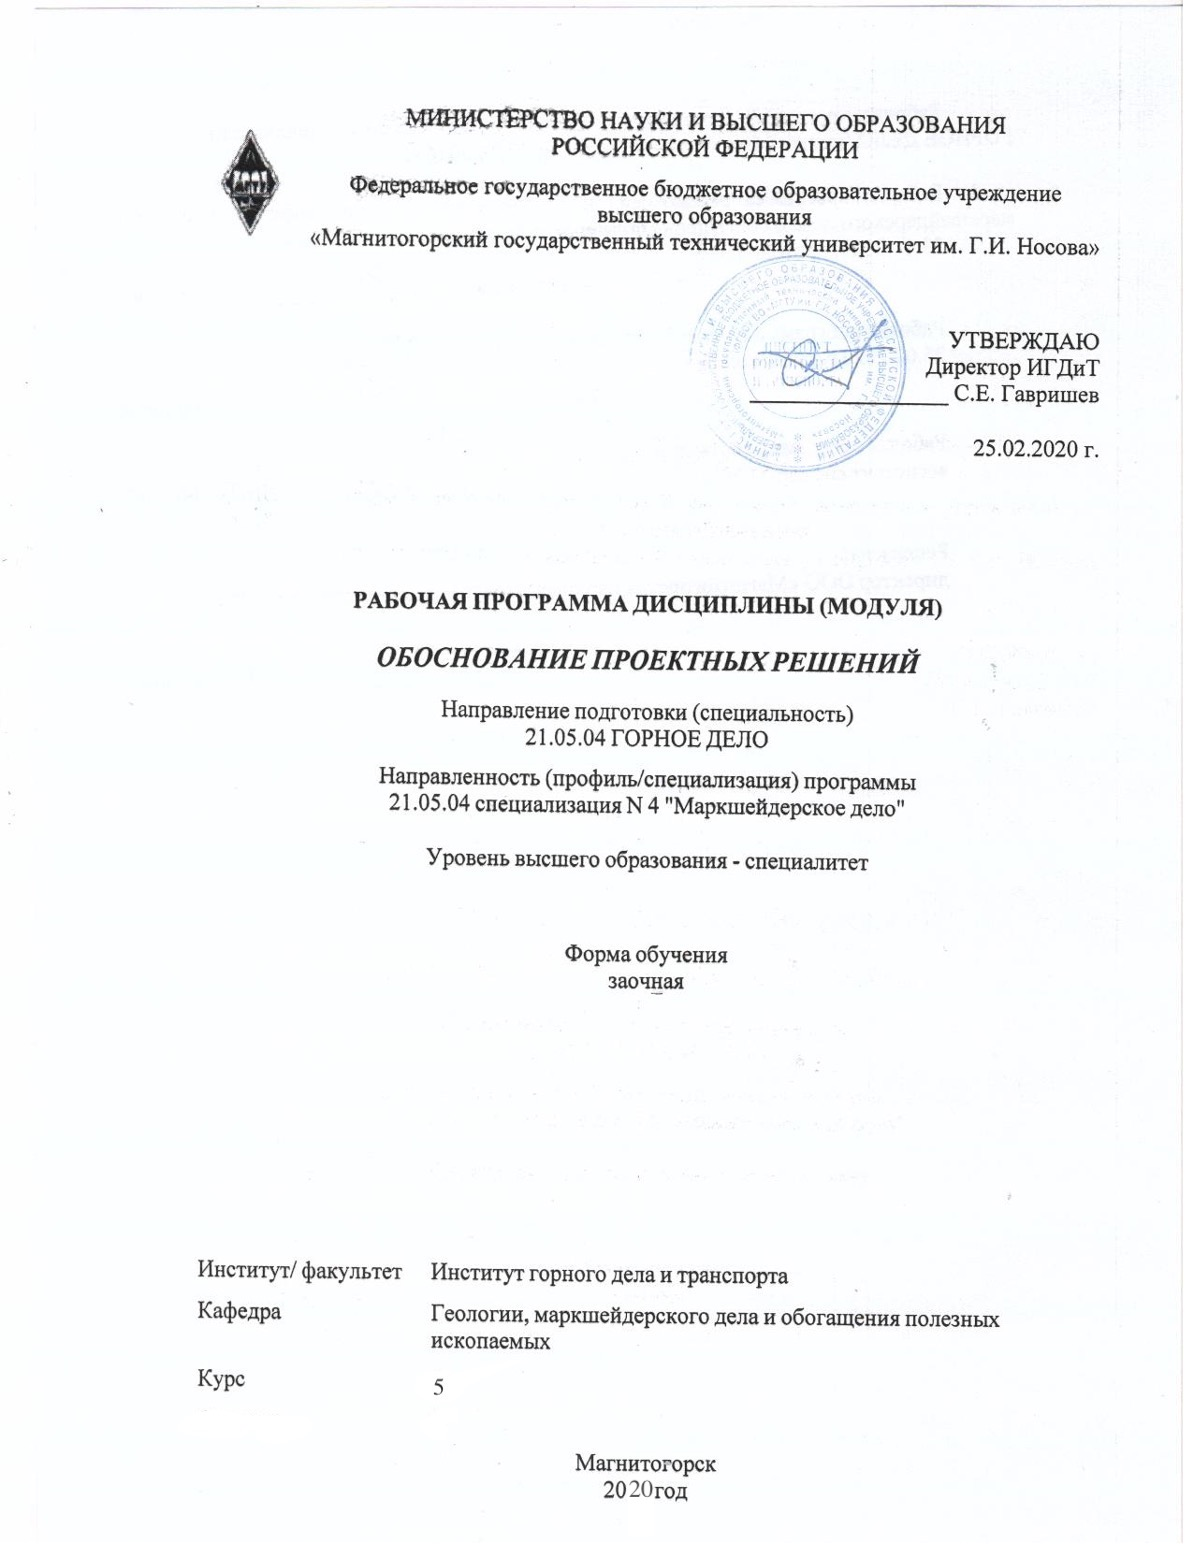 МИНИСТЕРСТВО НАУКИ И ВЫСШЕГО ОБРАЗОВАНИЯ
РОССИЙСКОЙ ФЕДЕРАЦИИ
Федеральное государственное бюджетное образовательное учреждение
высшего образования
«Магнитогорский государственный технический университет им. Г.И. Носова»
УТВЕРЖДАЮ
Директор ИГДиТ
С.Е. Гавришев
25.02.2020 г.
РАБОЧАЯ ПРОГРАММА ДИСЦИПЛИНЫ (МОДУЛЯ)
ОБОСНОВАНИЕ ПРОЕКТНЫХ РЕШЕНИЙ
Направление подготовки (специальность)
21.05.04 ГОРНОЕ ДЕЛО
Направленность (профиль/специализация) программы
21.05.04 специализация N 4 "Маркшейдерское дело"
Уровень высшего образования - специалитет
Форма обучения
заочная
Институт/ факультет Институт горного дела и транспорта
Кафедра Геологии, маркшейдерского дела и обогащения полезных
ископаемых
Курс 5
Магнитогорск
2020 год